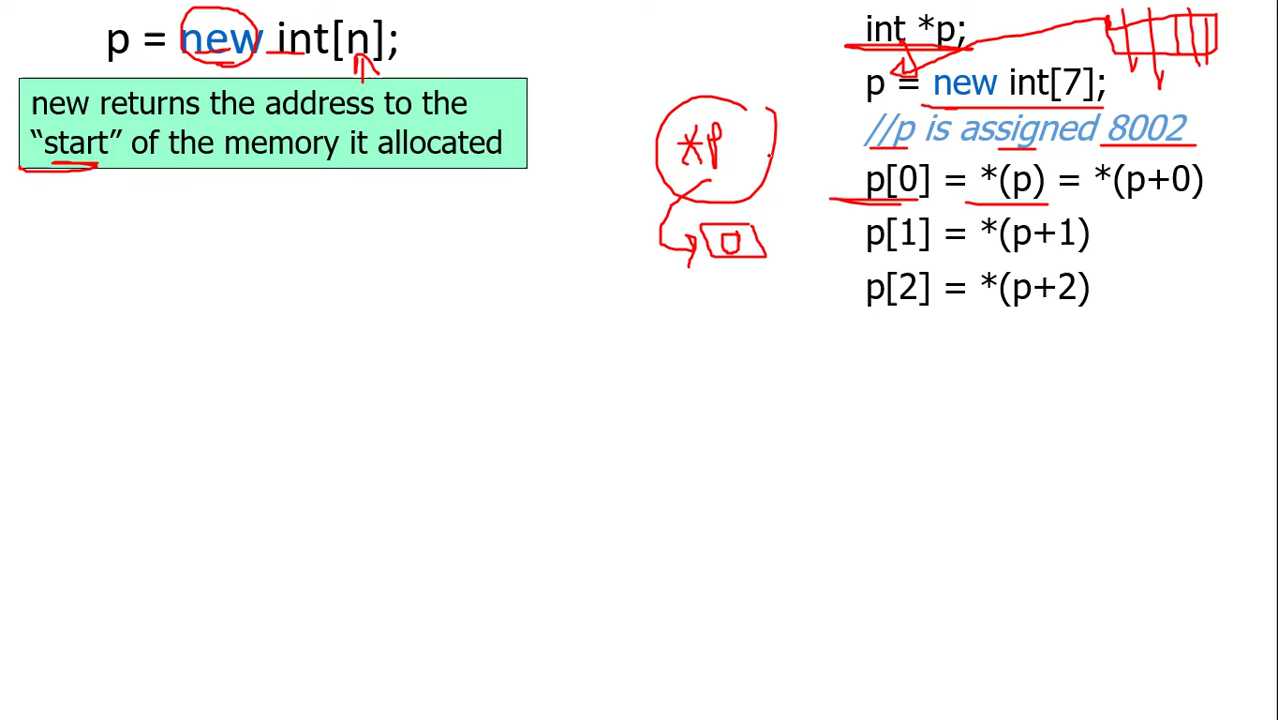 p = new int[n];
new returns the address to the
“start” of the memory it allocated
int *p;
p = new int[7];
//p is assigned 8002
p[0] = *(p) = *(p+0)
p[1] = *(p+1)
p[2] = *(p+2)
*p
0